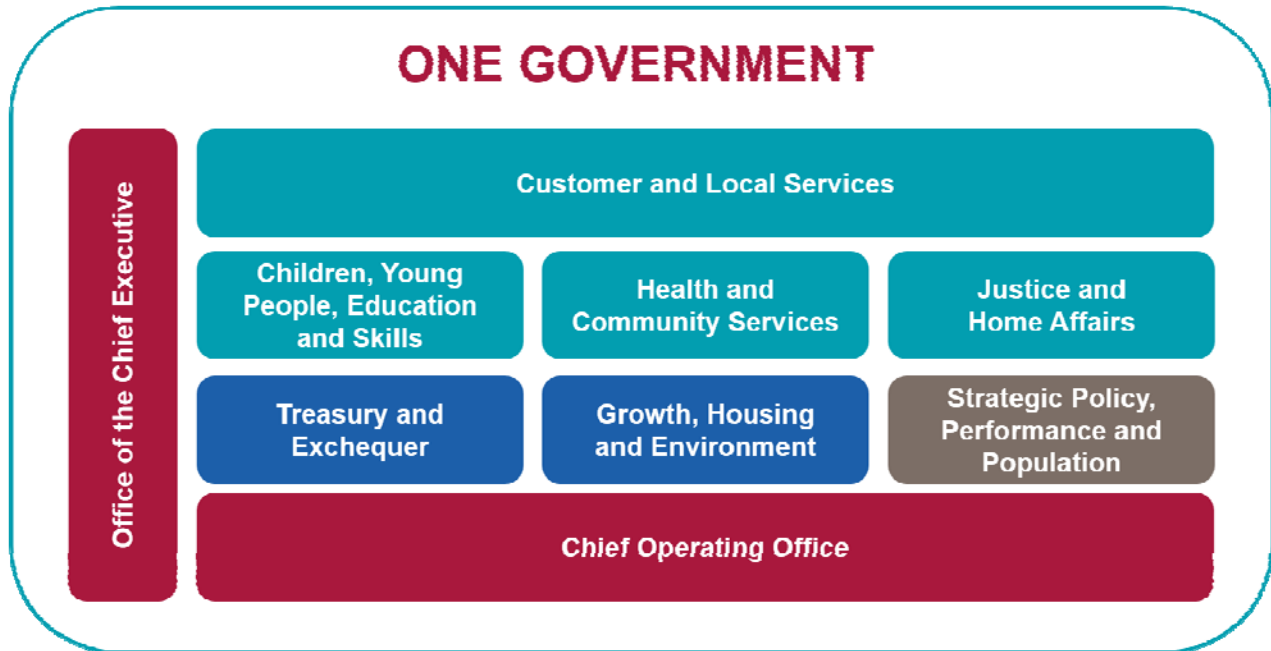 ONE GOVERNMENT
Office of the Chief Executive
Customer and Local Services
Children, Young
People, Education
and Skills
Health and
Community Services
Justice and
Home Affairs
Treasury and
Exchequer
Growth, Housing
and Environment
Strategic Policy,
Performance and
Population
Chief Operating Office